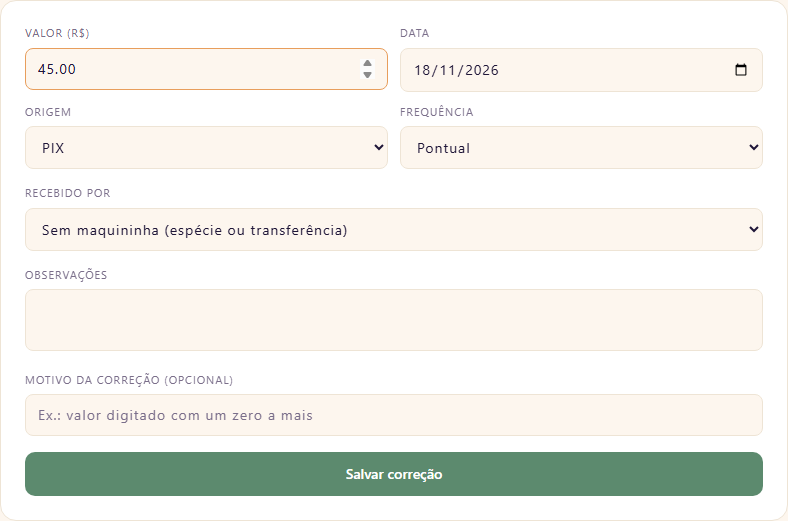 VALOR (R$)
DATA
45.00
18/11/2026
ORIGEM
FREQUÊNCIA
PIX
Pontual
RECEBIDO POR
Sem maquininha (espécie ou transferência)
OBSERVAÇÕES
MOTIVO DA CORREÇÃO (OPCIONAL)
Ex.: valor digitado com um zero a mais
Salvar correção